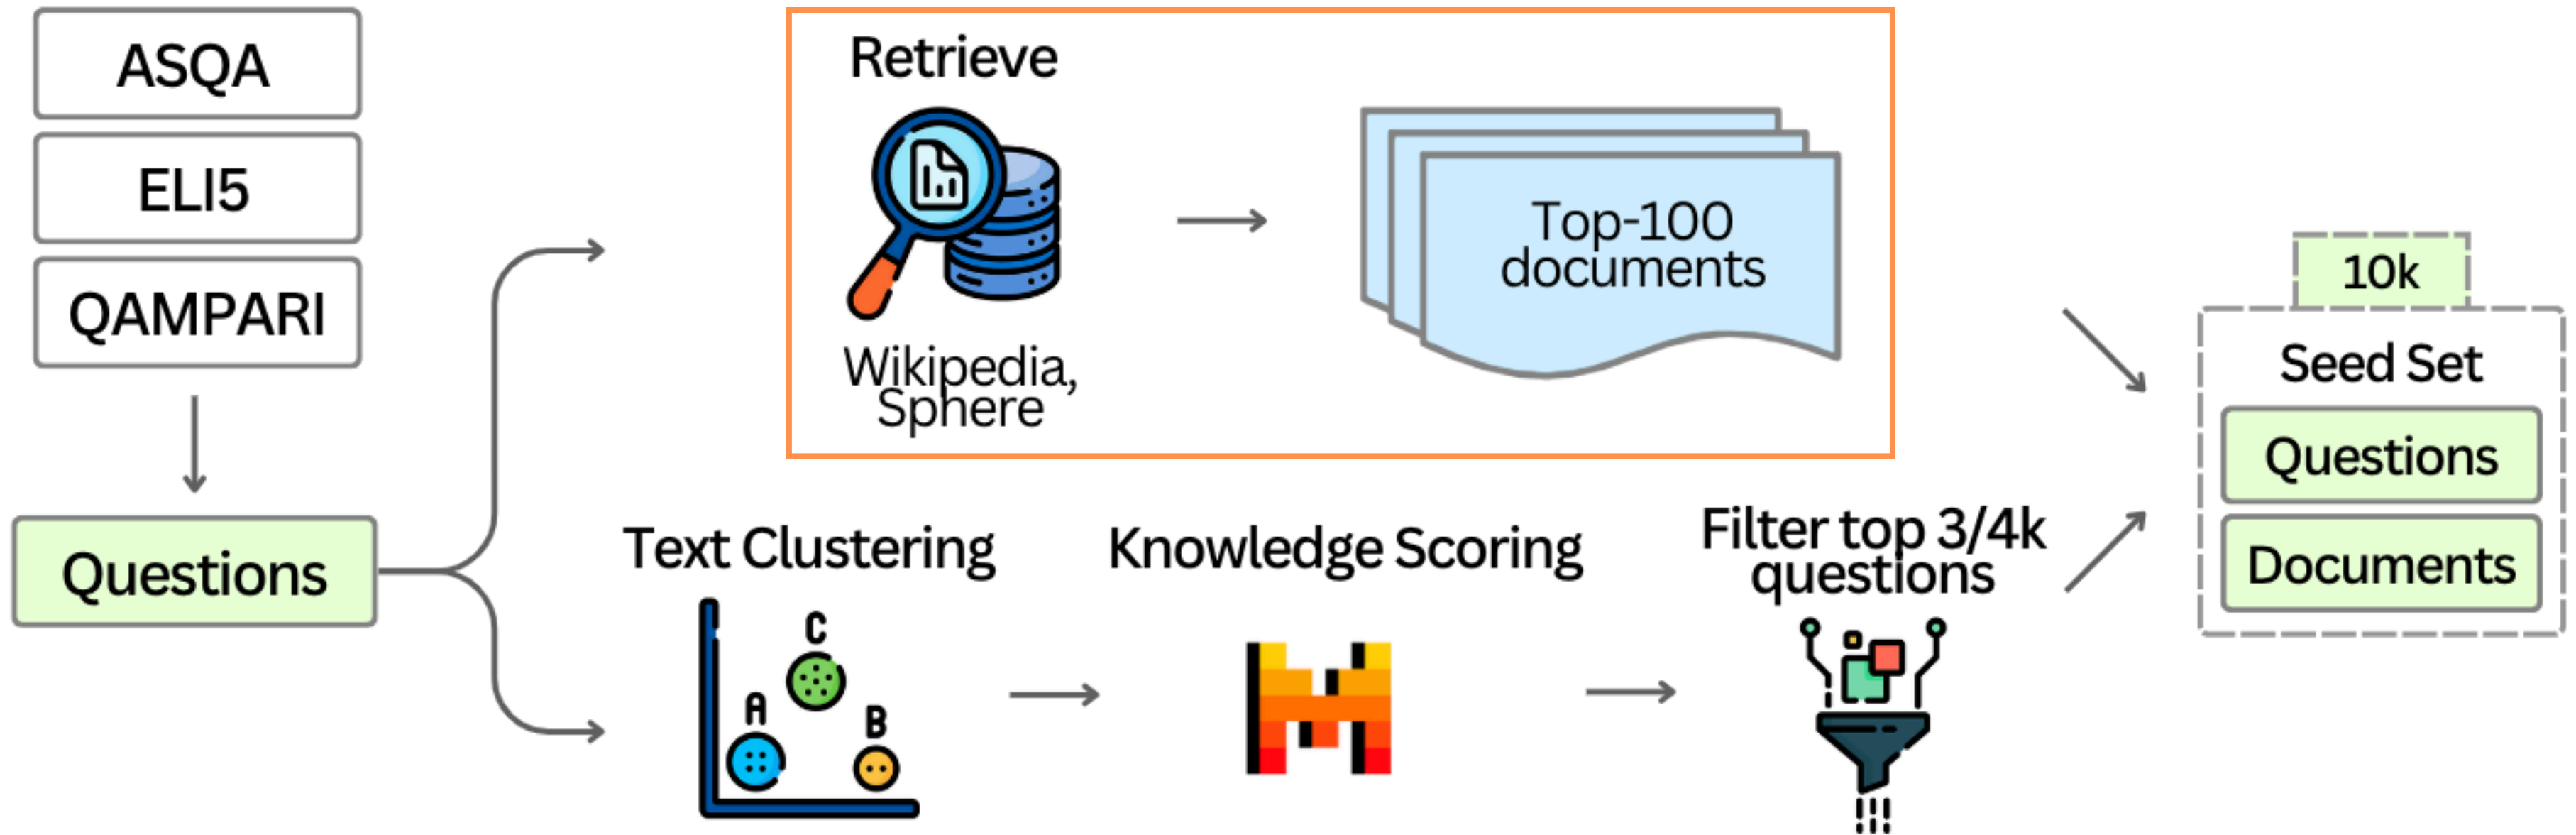 ASQA
ELI5
QAMPARI
Questions
Retrieve
Wikipedia,
Sphere
Top-100
documents
Text Clustering
A
C
B
Knowledge Scoring
Filter top 3/4k
questions
10k
Seed Set
Questions
Documents